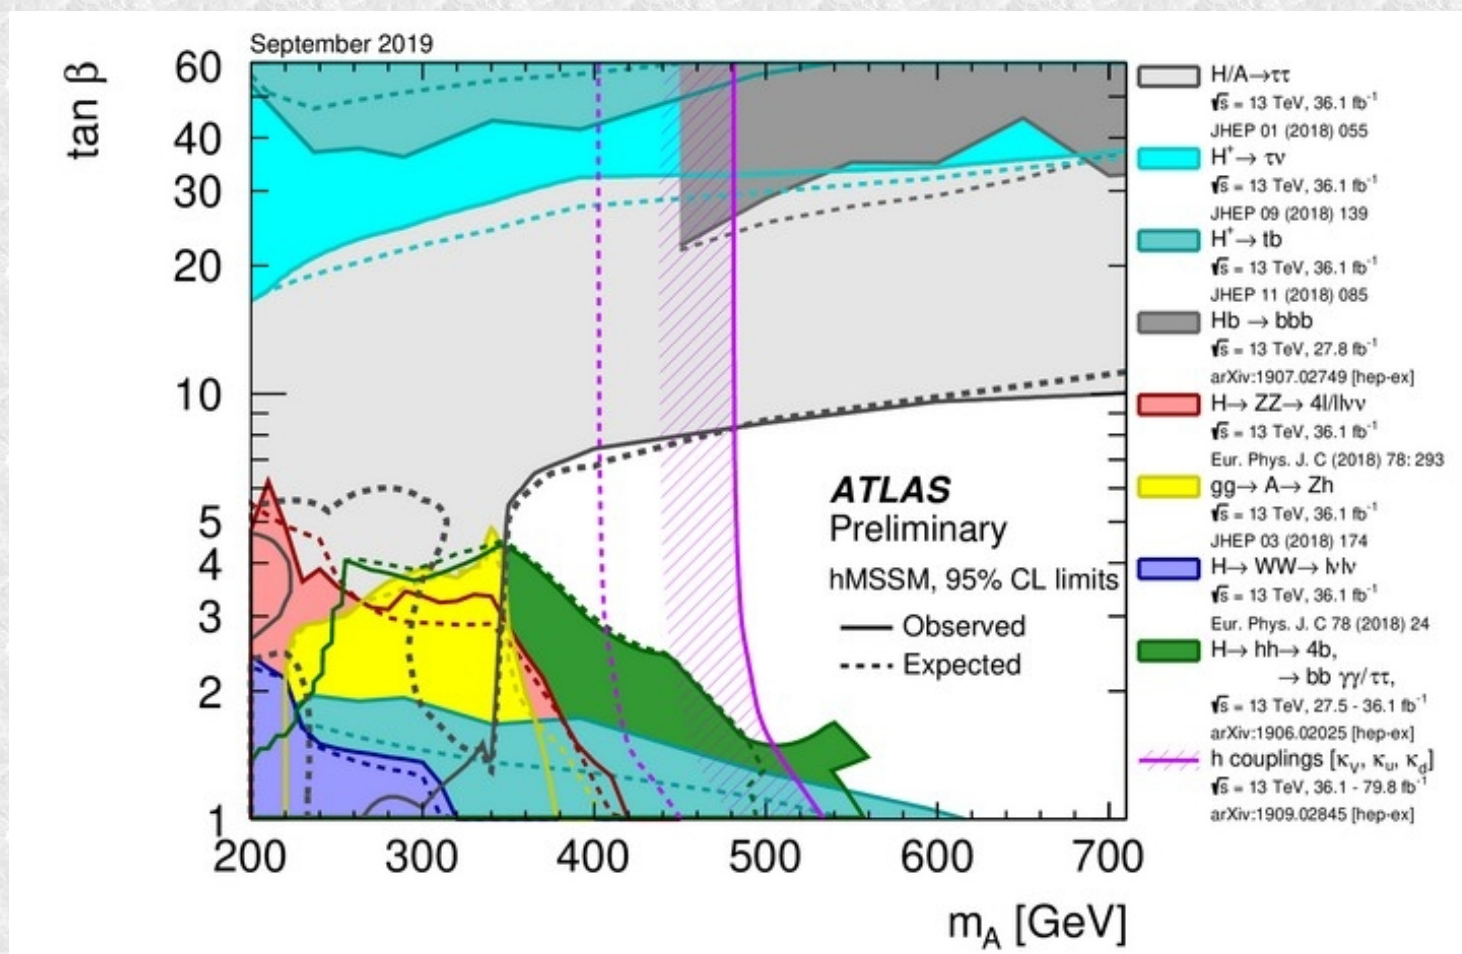 September 2019
tan β
60
40
30
20
10
5
4
3
2
1
200 300 400 500 600 700
m_A [GeV]
ATLAS
Preliminary
hMSSM, 95% CL limits
Observed
Expected
H/A→ττ
√s = 13 TeV, 36.1 fb⁻¹
JHEP 01 (2018) 055
H⁺→ τν
√s = 13 TeV, 36.1 fb⁻¹
JHEP 09 (2018) 139
H⁺→ tb
√s = 13 TeV, 36.1 fb⁻¹
JHEP 11 (2018) 085
Hb → bbb
√s = 13 TeV, 27.8 fb⁻¹
arXiv:1907.02749 [hep-ex]
H→ ZZ→ 4l/llνν
√s = 13 TeV, 36.1 fb⁻¹
Eur. Phys. J. C (2018) 78: 293
gg→ A→ Zh
√s = 13 TeV, 36.1 fb⁻¹
JHEP 03 (2018) 174
H→ WW→ lνlν
√s = 13 TeV, 36.1 fb⁻¹
Eur. Phys. J. C 78 (2018) 24
H→ hh→ 4b,
→ bb γγ/ττ,
√s = 13 TeV, 27.5 - 36.1 fb⁻¹
arXiv:1906.02025 [hep-ex]
h couplings [κ_V, κ_u, κ_d]
√s = 13 TeV, 36.1 - 79.8 fb⁻¹
arXiv:1909.02845 [hep-ex]